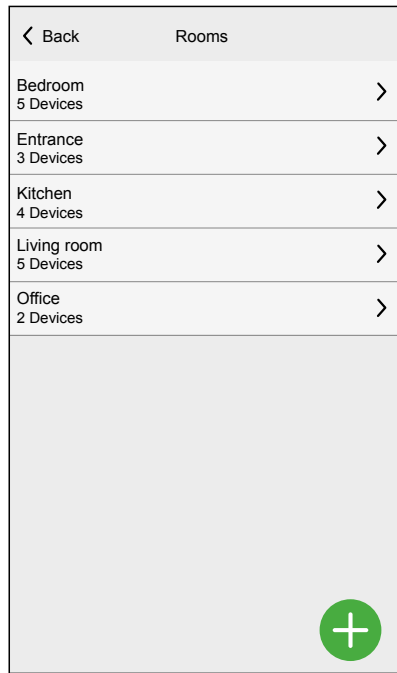 Back Rooms
Bedroom
5 Devices
Entrance
3 Devices
Kitchen
4 Devices
Living room
5 Devices
Office
2 Devices